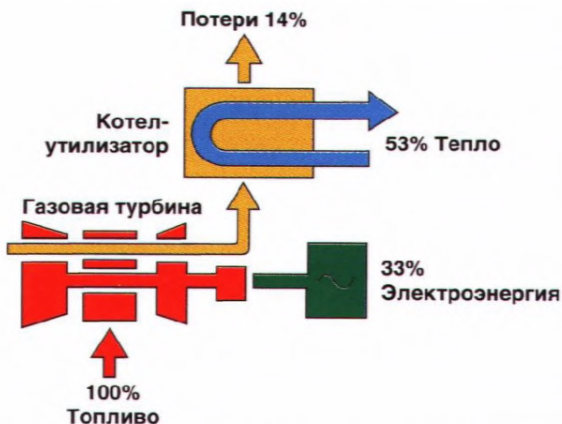 Потери 14%
Котел-
утилизатор
53% Тепло
Газовая турбина
33%
Электроэнергия
100%
Топливо